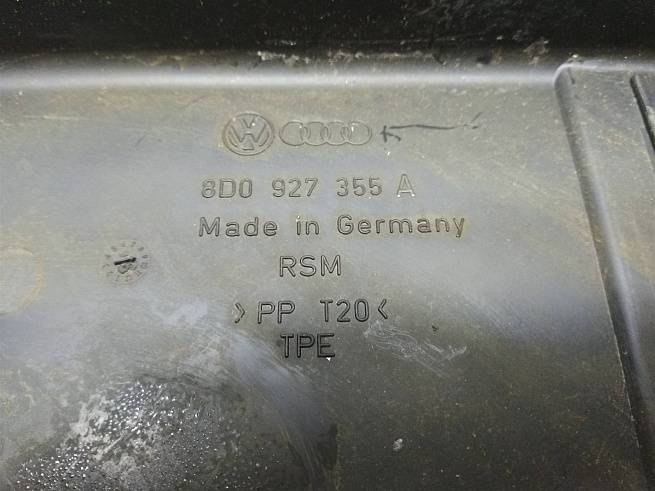 8D0 927 355 A
Made in Germany
RSM
>PP T20<
TPE